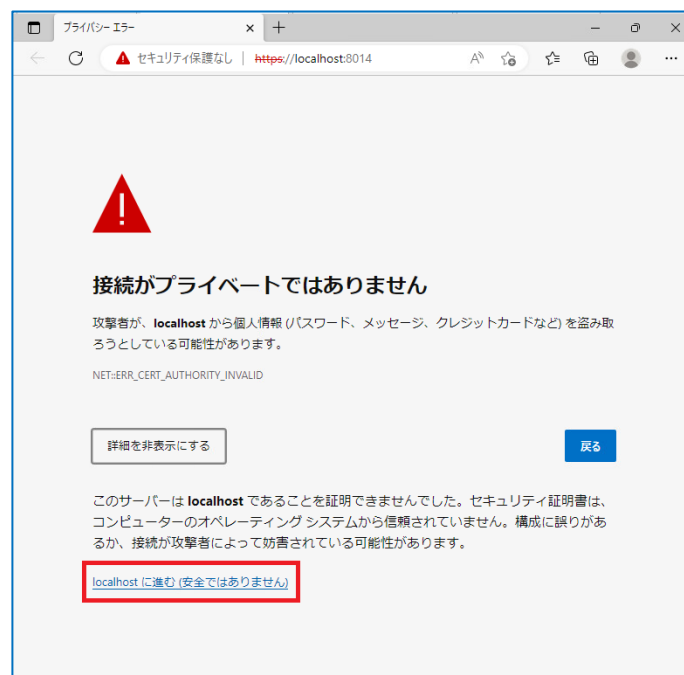 プライバシー エラー
セキュリティ保護なし | https://localhost:8014
接続がプライベートではありません
攻撃者が、localhost から個人情報 (パスワード、メッセージ、クレジットカードなど) を盗み取
ろうとしている可能性があります。
NET::ERR_CERT_AUTHORITY_INVALID
詳細を非表示にする
戻る
このサーバーは localhost であることを証明できませんでした。セキュリティ証明書は、
コンピューターのオペレーティング システムから信頼されていません。構成に誤りがあ
るか、接続が攻撃者によって妨害されている可能性があります。
localhost に進む (安全ではありません)